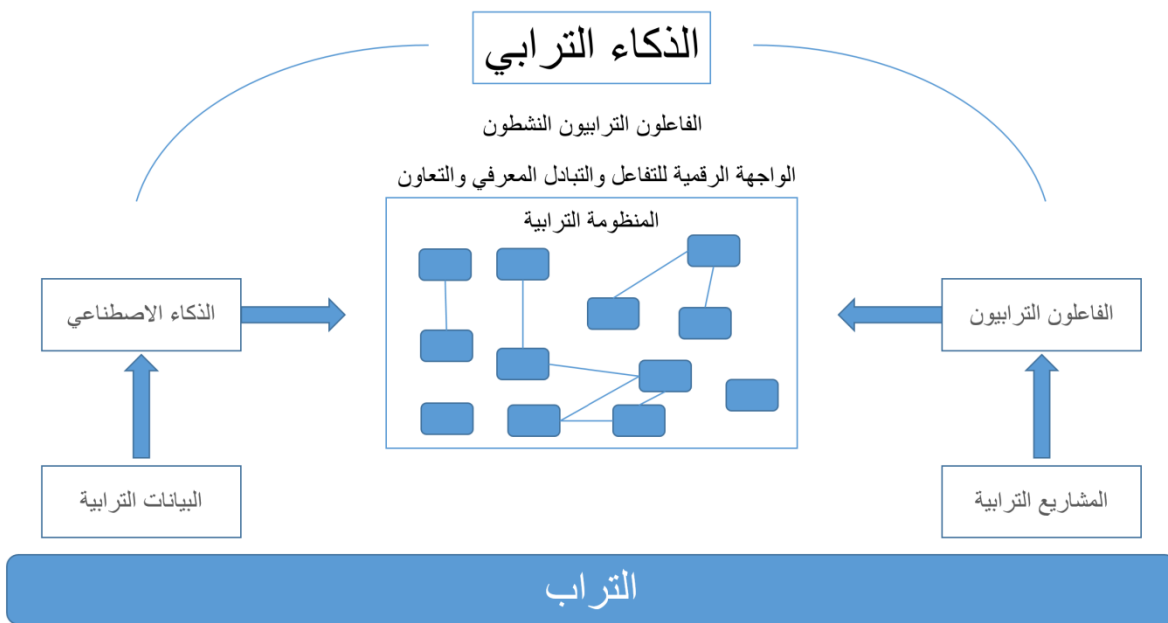 الذكاء الترابي
الفاعلون الترابيون النشطون
الواجهة الرقمية للتفاعل والتبادل المعرفي والتعاون
المنظومة الترابية
الفاعلون الترابيون
الذكاء الاصطناعي
المشاريع الترابية
البيانات الترابية
التراب